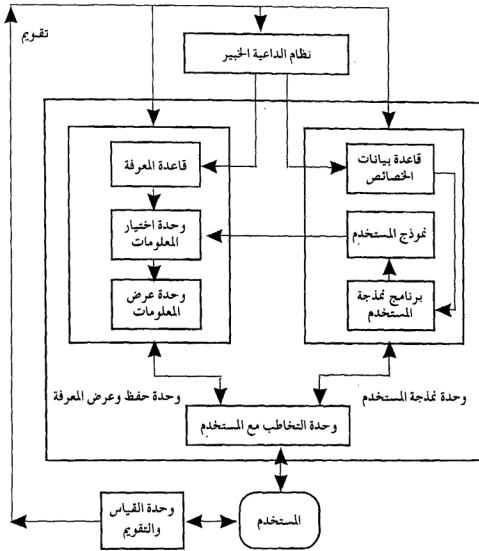 تقويم
نظام الداعية الخبير
قاعدة المعرفة
قاعدة بيانات
الخصائص
وحدة اختيار
المعلومات
نموذج المستخدم
وحدة عرض
المعلومات
برنامج نمذجة
المستخدم
وحدة نمذجة المستخدم
وحدة حفظ وعرض المعرفة
وحدة التخاطب مع المستخدم
المستخدم
وحدة القياس
والتقويم